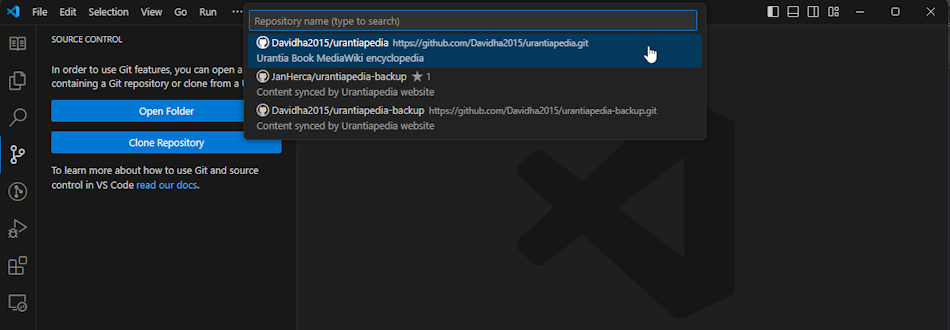 File Edit Selection View Go Run ···
Repository name (type to search)
Davidha2015/urantiapedia https://github.com/Davidha2015/urantiapedia.git
Urantia Book MediaWiki encyclopedia
JanHerca/urantiapedia-backup ★ 1
Content synced by Urantiapedia website
Davidha2015/urantiapedia-backup https://github.com/Davidha2015/urantiapedia-backup.git
Content synced by Urantiapedia website
SOURCE CONTROL
In order to use Git features, you can open a
containing a Git repository or clone from a
Open Folder
Clone Repository
To learn more about how to use Git and source
control in VS Code read our docs.